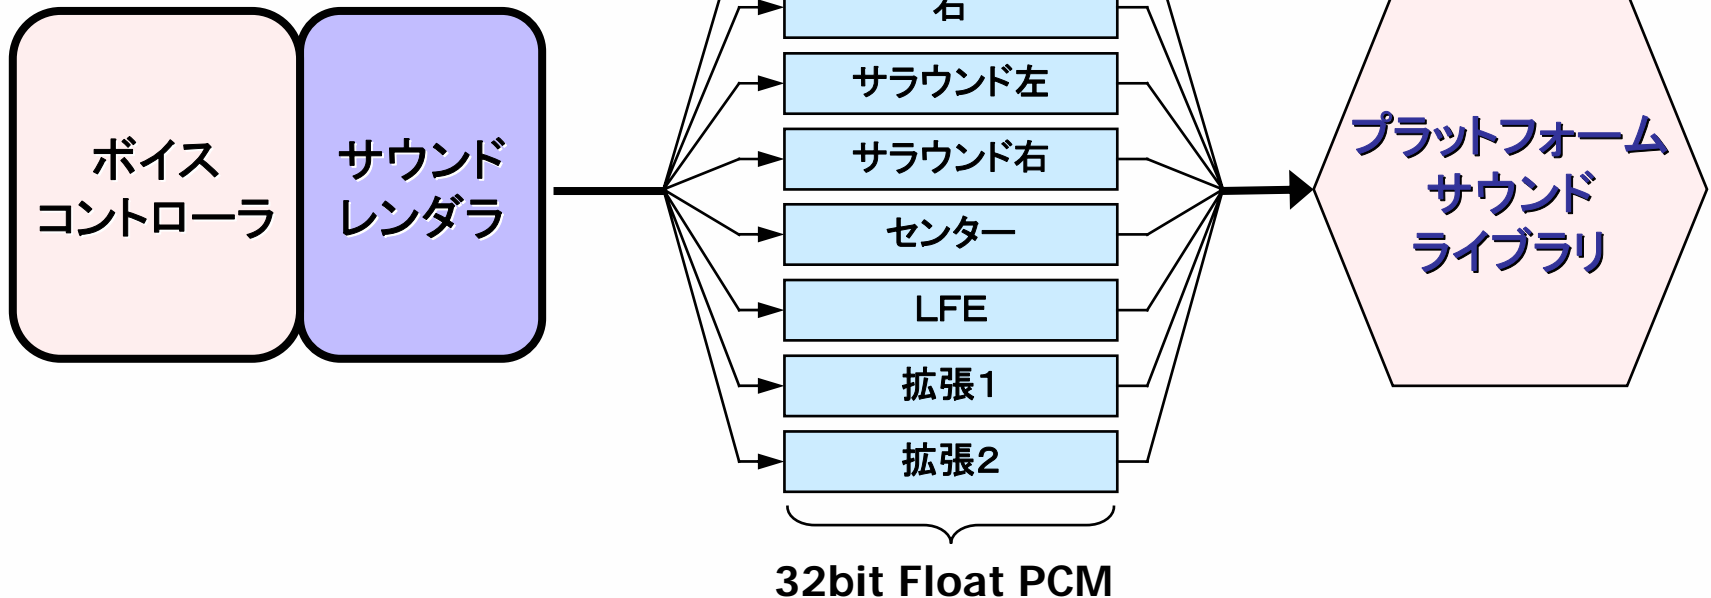 ボイス
コントローラ
サウンド
レンダラ
右
サラウンド左
サラウンド右
センター
LFE
拡張1
拡張2
32bit Float PCM
プラットフォーム
サウンド
ライブラリ